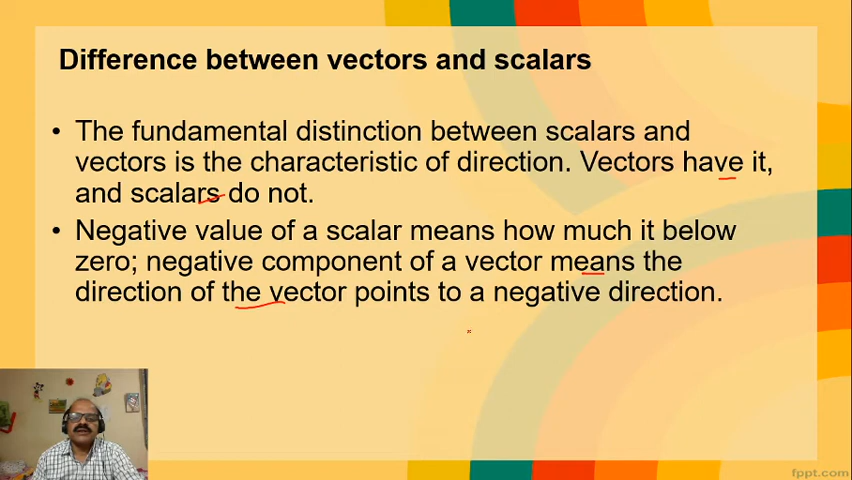 Difference between vectors and scalars
• The fundamental distinction between scalars and
vectors is the characteristic of direction. Vectors have it,
and scalars do not.
• Negative value of a scalar means how much it below
zero; negative component of a vector means the
direction of the vector points to a negative direction.
fppt.com